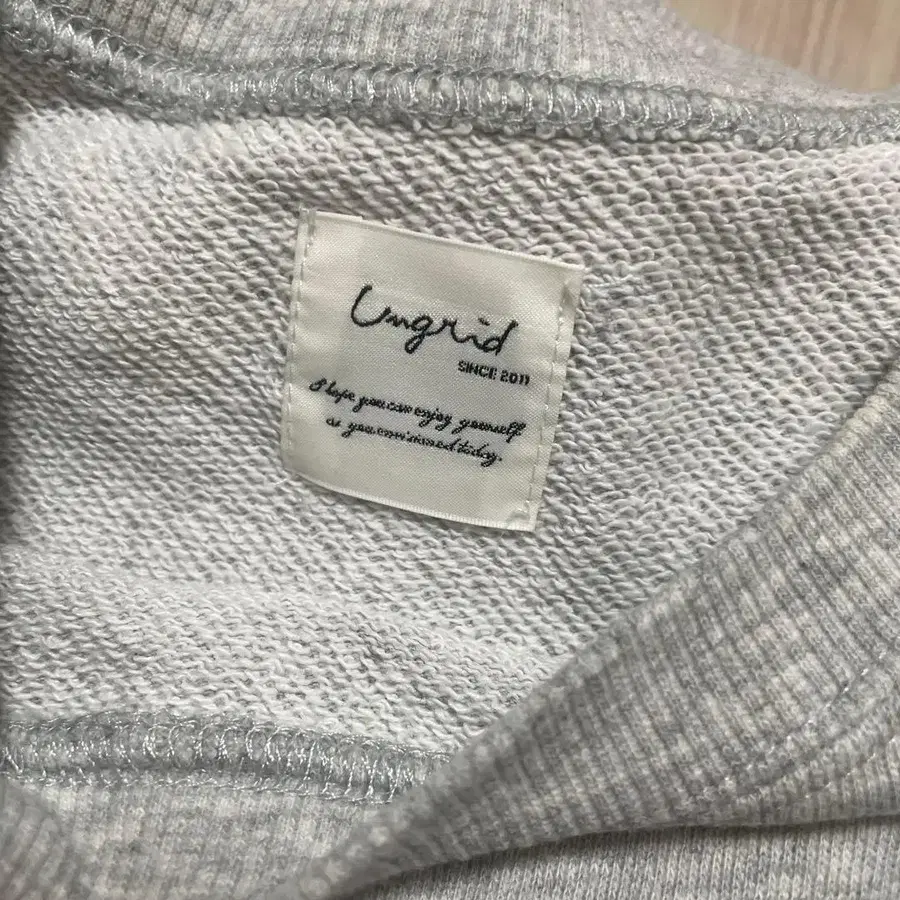 Ungrid
SINCE 2011
I hope you can enjoy yourself
as you envisioned today.